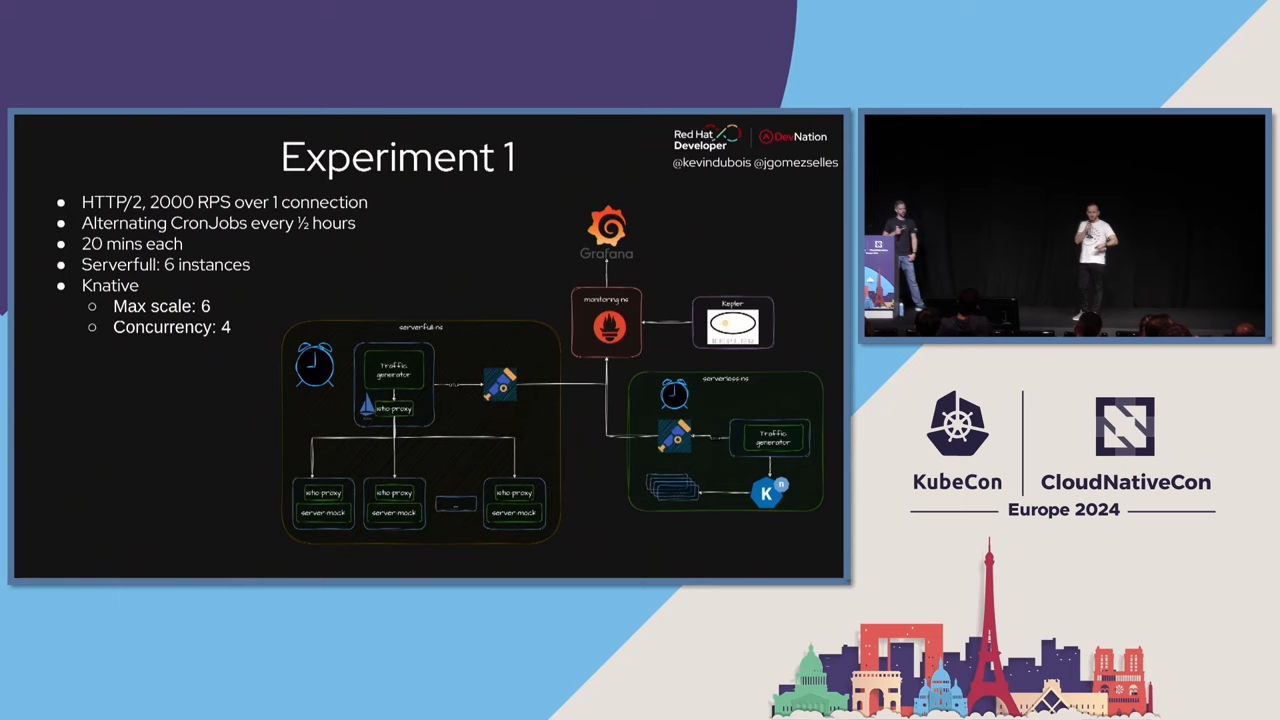 Experiment 1
Red Hat
Developer
DevNation
@kevindubois @jgomezselles
HTTP/2, 2000 RPS over 1 connection
Alternating CronJobs every ½ hours
20 mins each
Serverfull: 6 instances
Knative
Max scale: 6
Concurrency: 4
Grafana
monitoring ns
Kepler
serverfull ns
Traffic
generator
istio-proxy
istio-proxy
server-mock
istio-proxy
server-mock
istio-proxy
server-mock
serverless ns
Traffic
generator
K
n
KubeCon
CloudNativeCon
Europe 2024